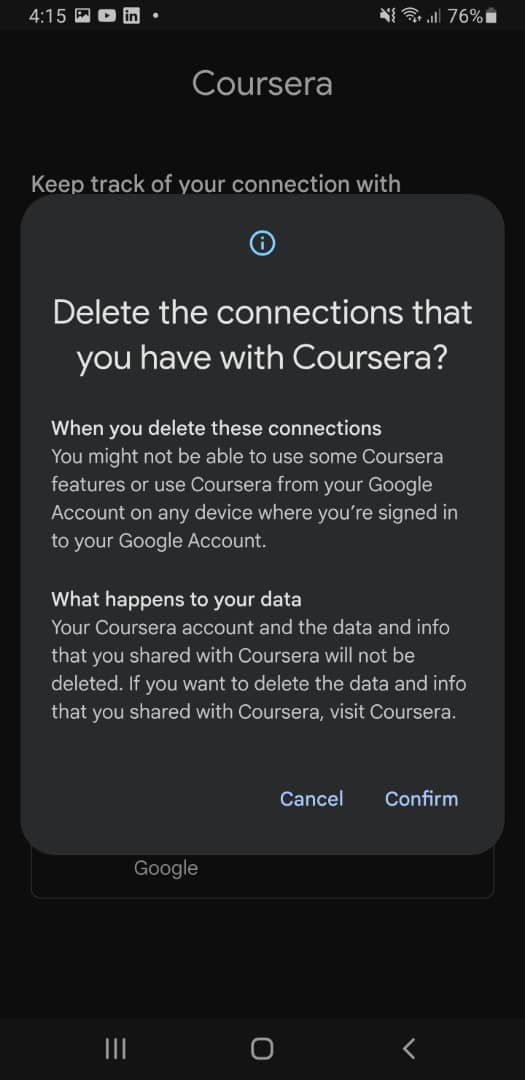 4:15 76%
Coursera
Keep track of your connection with
Delete the connections that
you have with Coursera?
When you delete these connections
You might not be able to use some Coursera
features or use Coursera from your Google
Account on any device where you’re signed in
to your Google Account.
What happens to your data
Your Coursera account and the data and info
that you shared with Coursera will not be
deleted. If you want to delete the data and info
that you shared with Coursera, visit Coursera.
Cancel Confirm
Google